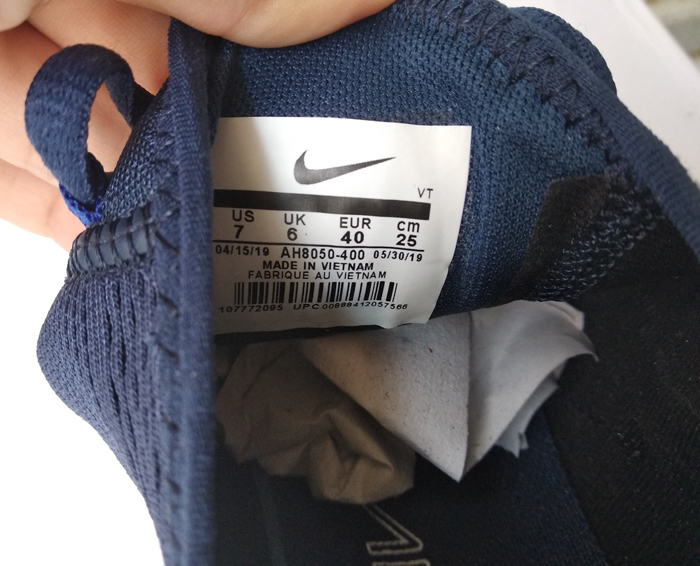 VT
US UK EUR cm
7 6 40 25
04/15/19 AH8050-400 05/30/19
MADE IN VIETNAM
FABRIQUE AU VIETNAM
107772095 UPC 00888412057566